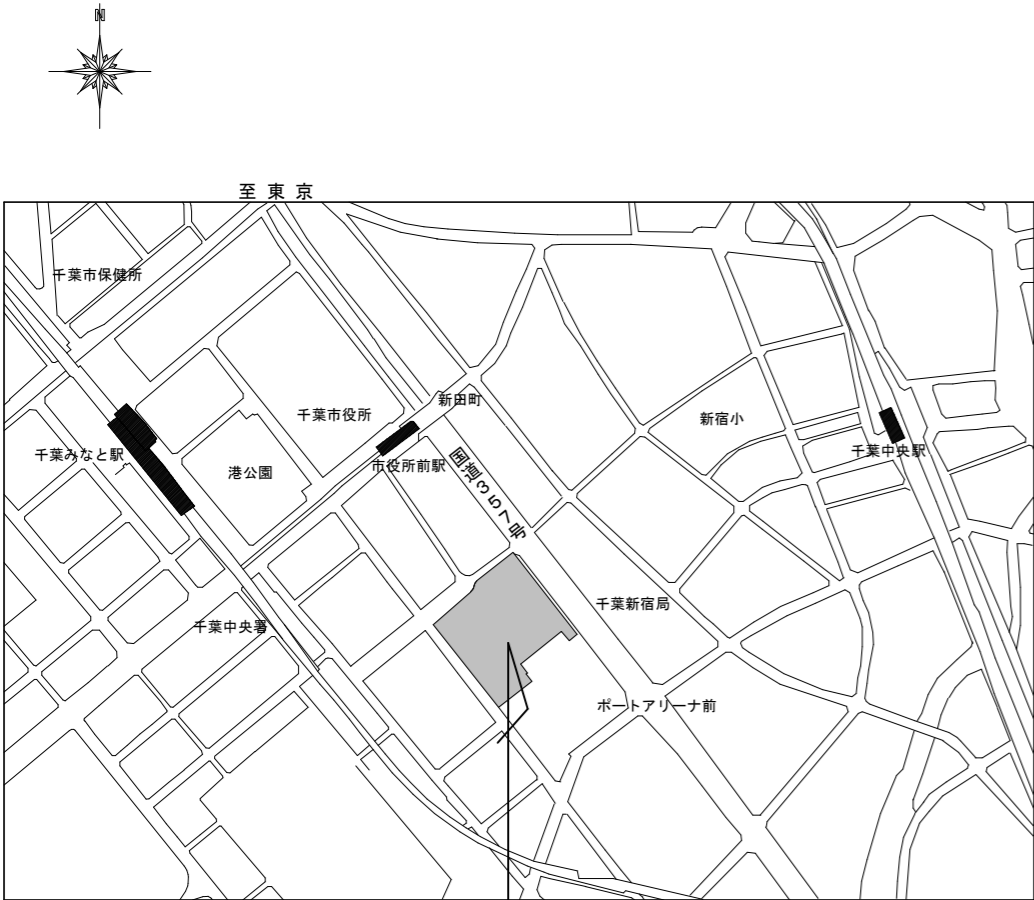 N
至東京
千葉市保健所
新田町
千葉市役所
新宿小
千葉みなと駅
千葉中央駅
市役所前駅
港公園
国道357号
千葉新宿局
千葉中央署
ポートアリーナ前